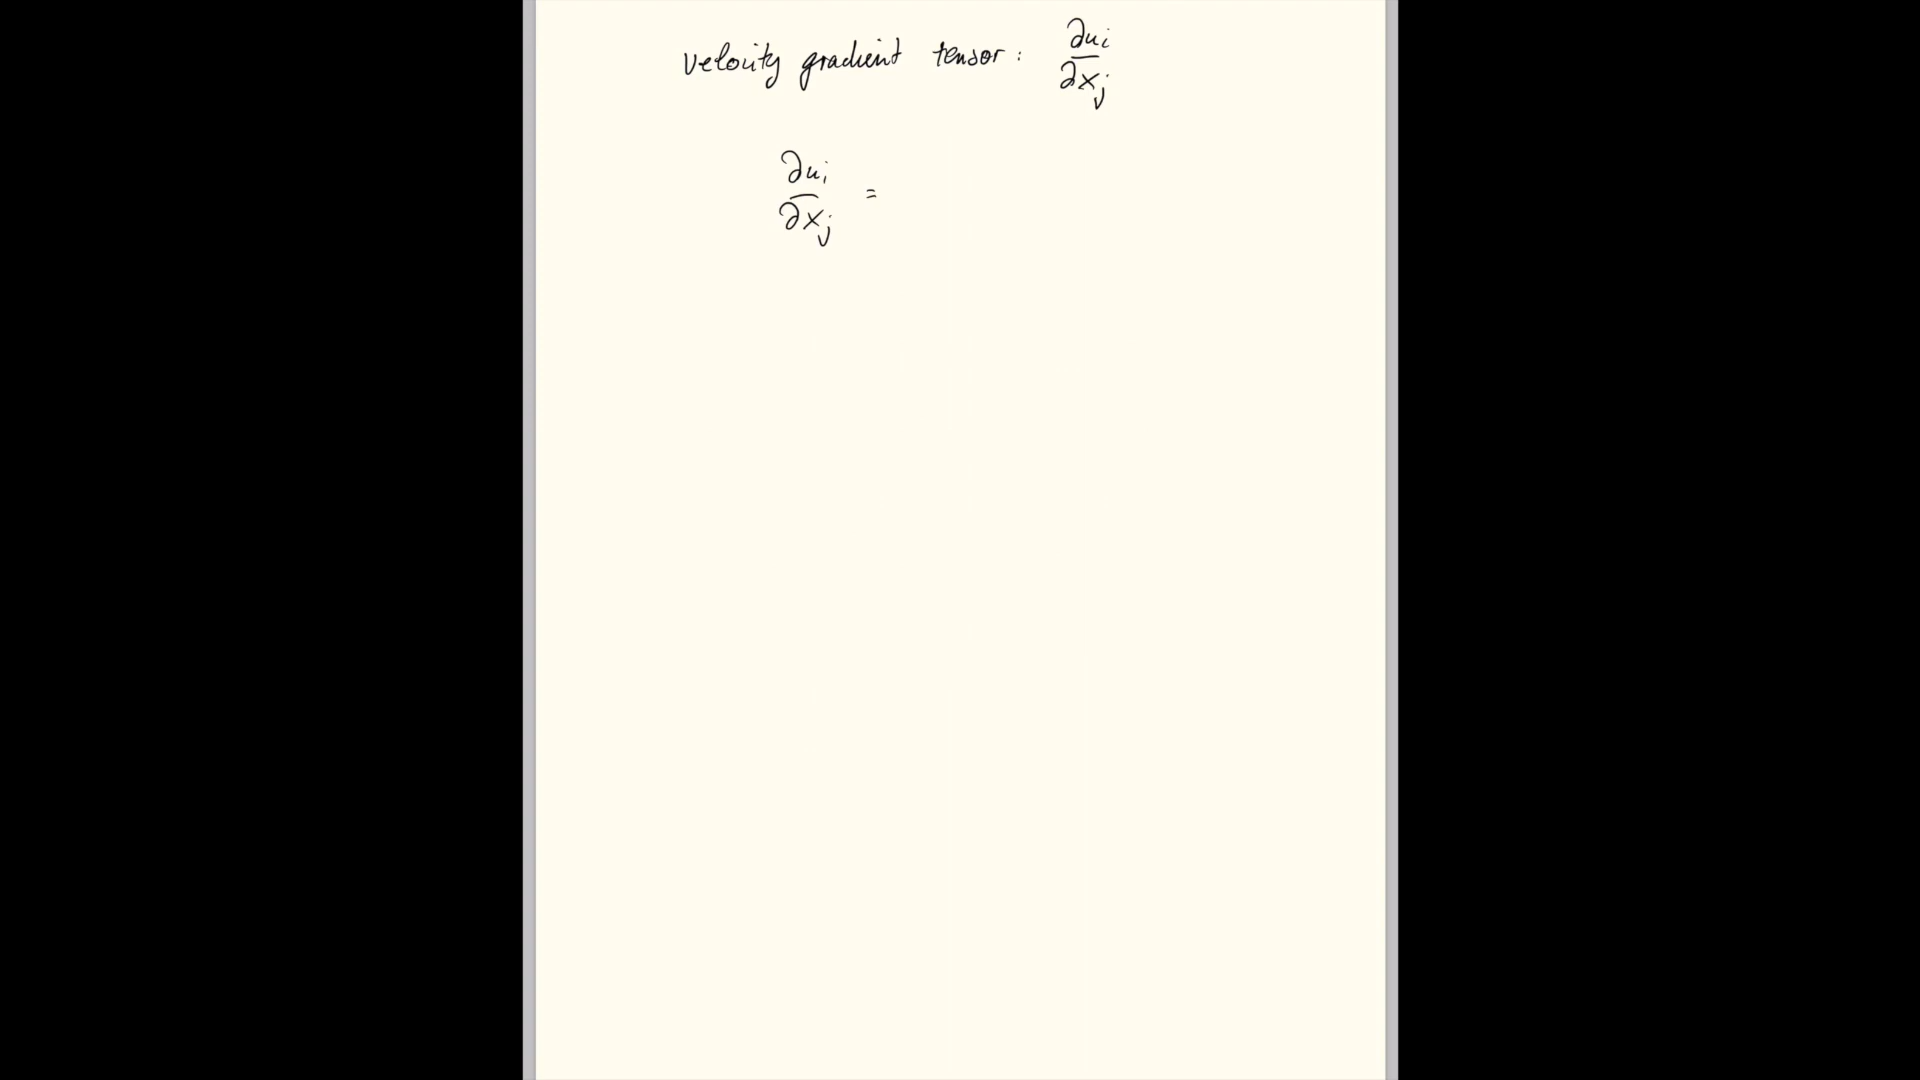 velocity gradient tensor: ∂uᵢ/∂xⱼ
∂uᵢ/∂xⱼ =